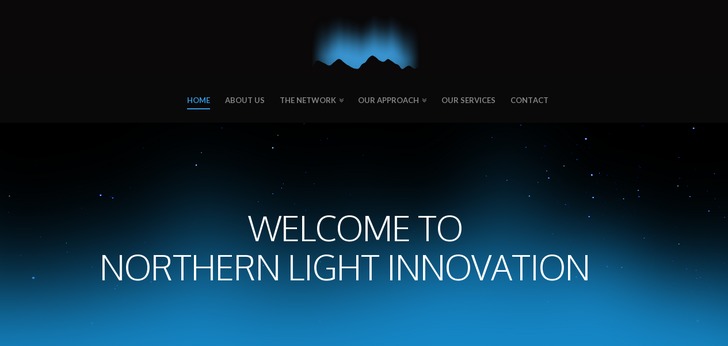 HOME ABOUT US THE NETWORK OUR APPROACH OUR SERVICES CONTACT
WELCOME TO
NORTHERN LIGHT INNOVATION